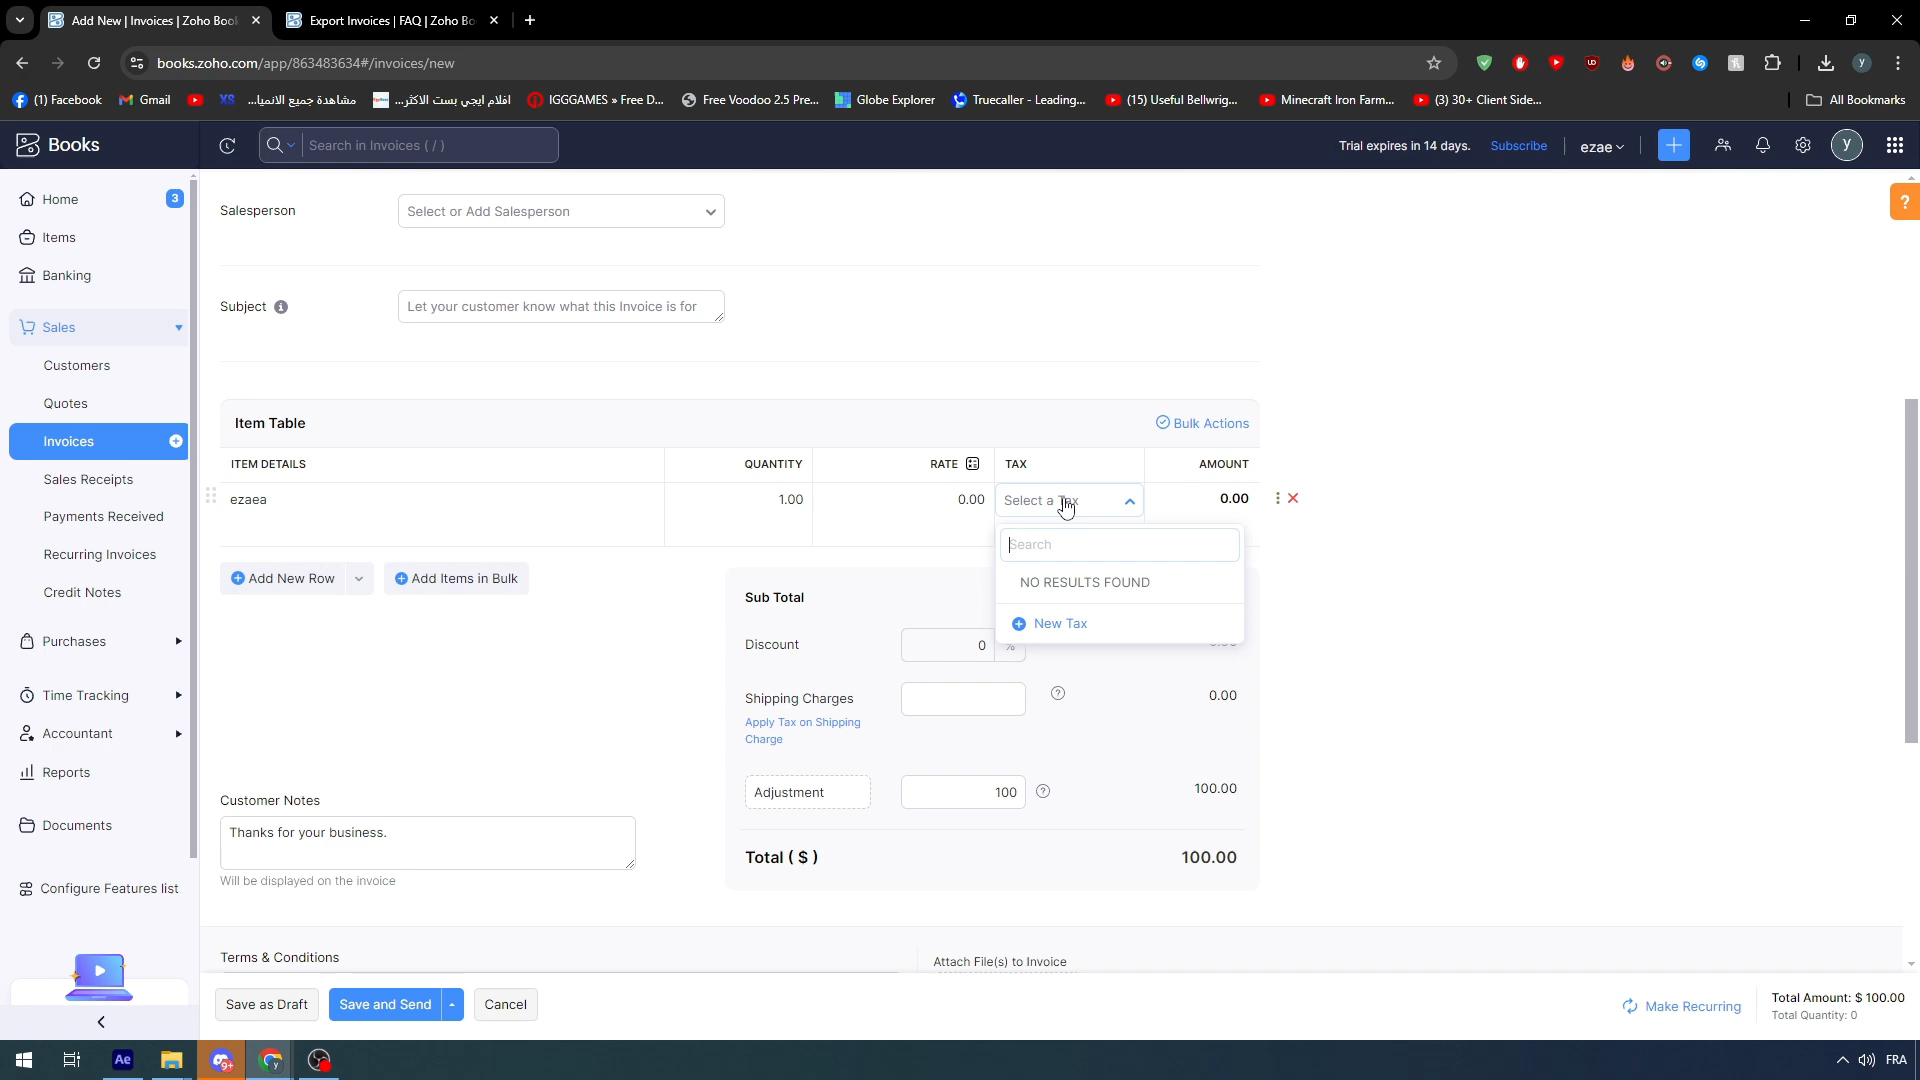 Add New | Invoices | Zoho Boo
Export Invoices | FAQ | Zoho Bo
books.zoho.com/app/863483634#/invoices/new
(1) Facebook
Gmail
XS
مشاهدة جميع الانميا...
افلام ايجي بست الاكثر...
IGGGAMES » Free D...
Free Voodoo 2.5 Pre...
Globe Explorer
Truecaller - Leading...
(15) Useful Bellwrig...
Minecraft Iron Farm...
(3) 30+ Client Side...
All Bookmarks
Books
Search in Invoices ( / )
Trial expires in 14 days.
Subscribe
ezae
y
Home
3
Items
Banking
Sales
Customers
Quotes
Invoices
Sales Receipts
Payments Received
Recurring Invoices
Credit Notes
Purchases
Time Tracking
Accountant
Reports
Documents
Configure Features list
Salesperson
Select or Add Salesperson
Subject
Let your customer know what this Invoice is for
Item Table
Bulk Actions
ITEM DETAILS
QUANTITY
RATE
TAX
AMOUNT
ezaea
1.00
0.00
Select a Tax
0.00
Search
NO RESULTS FOUND
New Tax
Add New Row
Add Items in Bulk
Sub Total
Discount
0
%
Shipping Charges
0.00
Apply Tax on Shipping
Charge
Adjustment
100
100.00
Total ( $ )
100.00
Customer Notes
Thanks for your business.
Will be displayed on the invoice
Terms & Conditions
Attach File(s) to Invoice
Save as Draft
Save and Send
Cancel
Make Recurring
Total Amount: $ 100.00
Total Quantity: 0
Ae
9+
FRA